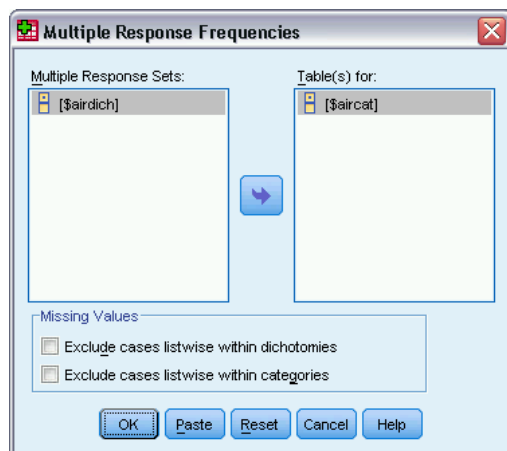 Multiple Response Frequencies
Multiple Response Sets:
[$airdich]
Table(s) for:
[$aircat]
Missing Values
Exclude cases listwise within dichotomies
Exclude cases listwise within categories
OK
Paste
Reset
Cancel
Help